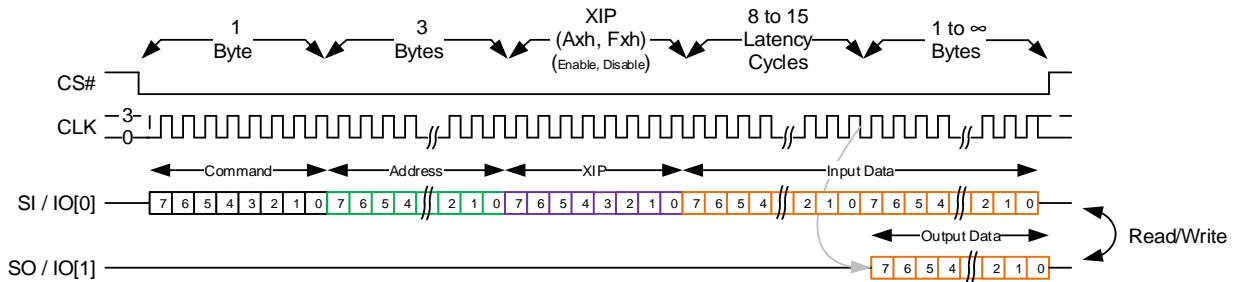 1
Byte
3
Bytes
XIP
(Axh, Fxh)
(Enable, Disable)
8 to 15
Latency
Cycles
1 to ∞
Bytes
CS#
CLK
3
0
Command Address XIP Input Data
SI / IO[0] 7 6 5 4 3 2 1 0 7 6 5 4 2 1 0 7 6 5 4 3 2 1 0 7 6 5 4 2 1 0 7 6 5 4 2 1 0
Output Data
Read/Write
SO / IO[1] 7 6 5 4 2 1 0